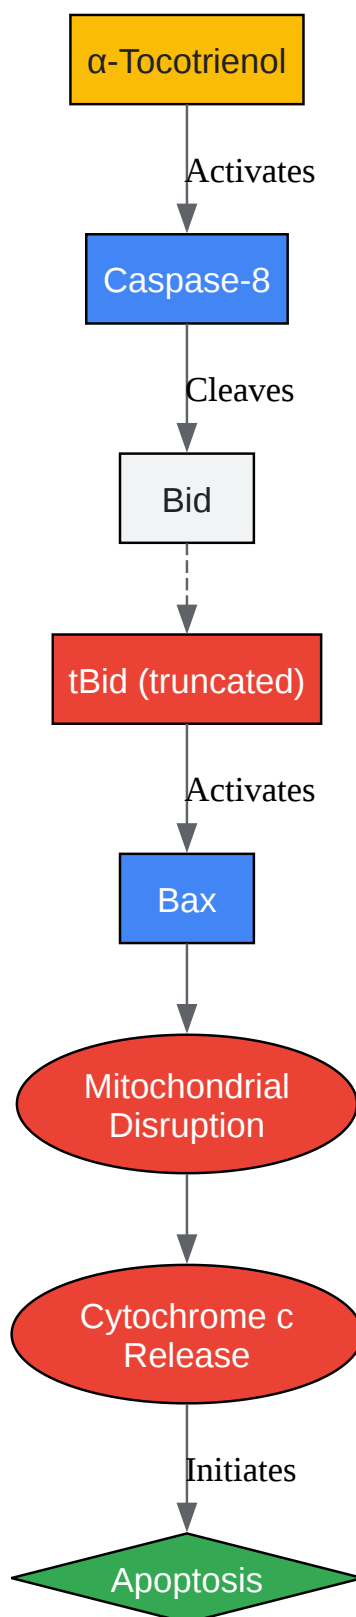 α-Tocotrienol
Activates
Caspase-8
Cleaves
Bid
tBid (truncated)
Activates
Bax
Mitochondrial
Disruption
Cytochrome c
Release
Initiates
Apoptosis